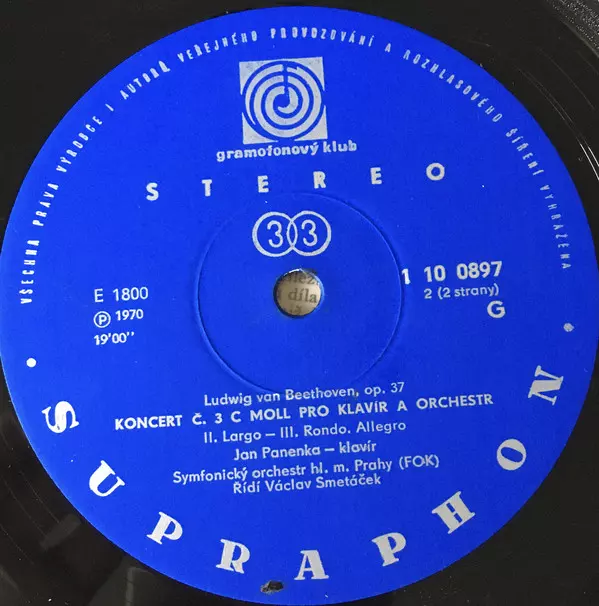 VŠECHNA PRÁVA VÝROBCE I AUTORŮ VEŘEJNÉHO PROVOZOVÁNÍ A ROZHLASOVÉHO ŠÍŘENÍ VYHRAZENA
gramofonový klub
STEREO
33
E 1800
Ⓟ 1970
19'00''
1 10 0897
2 (2 strany)
G
díla
Ludwig van Beethoven, op. 37
KONCERT Č. 3 C MOLL PRO KLAVÍR A ORCHESTR
II. Largo – III. Rondo. Allegro
Jan Panenka – klavír
Symfonický orchestr hl. m. Prahy (FOK)
Řídí Václav Smetáček
SUPRAPHON